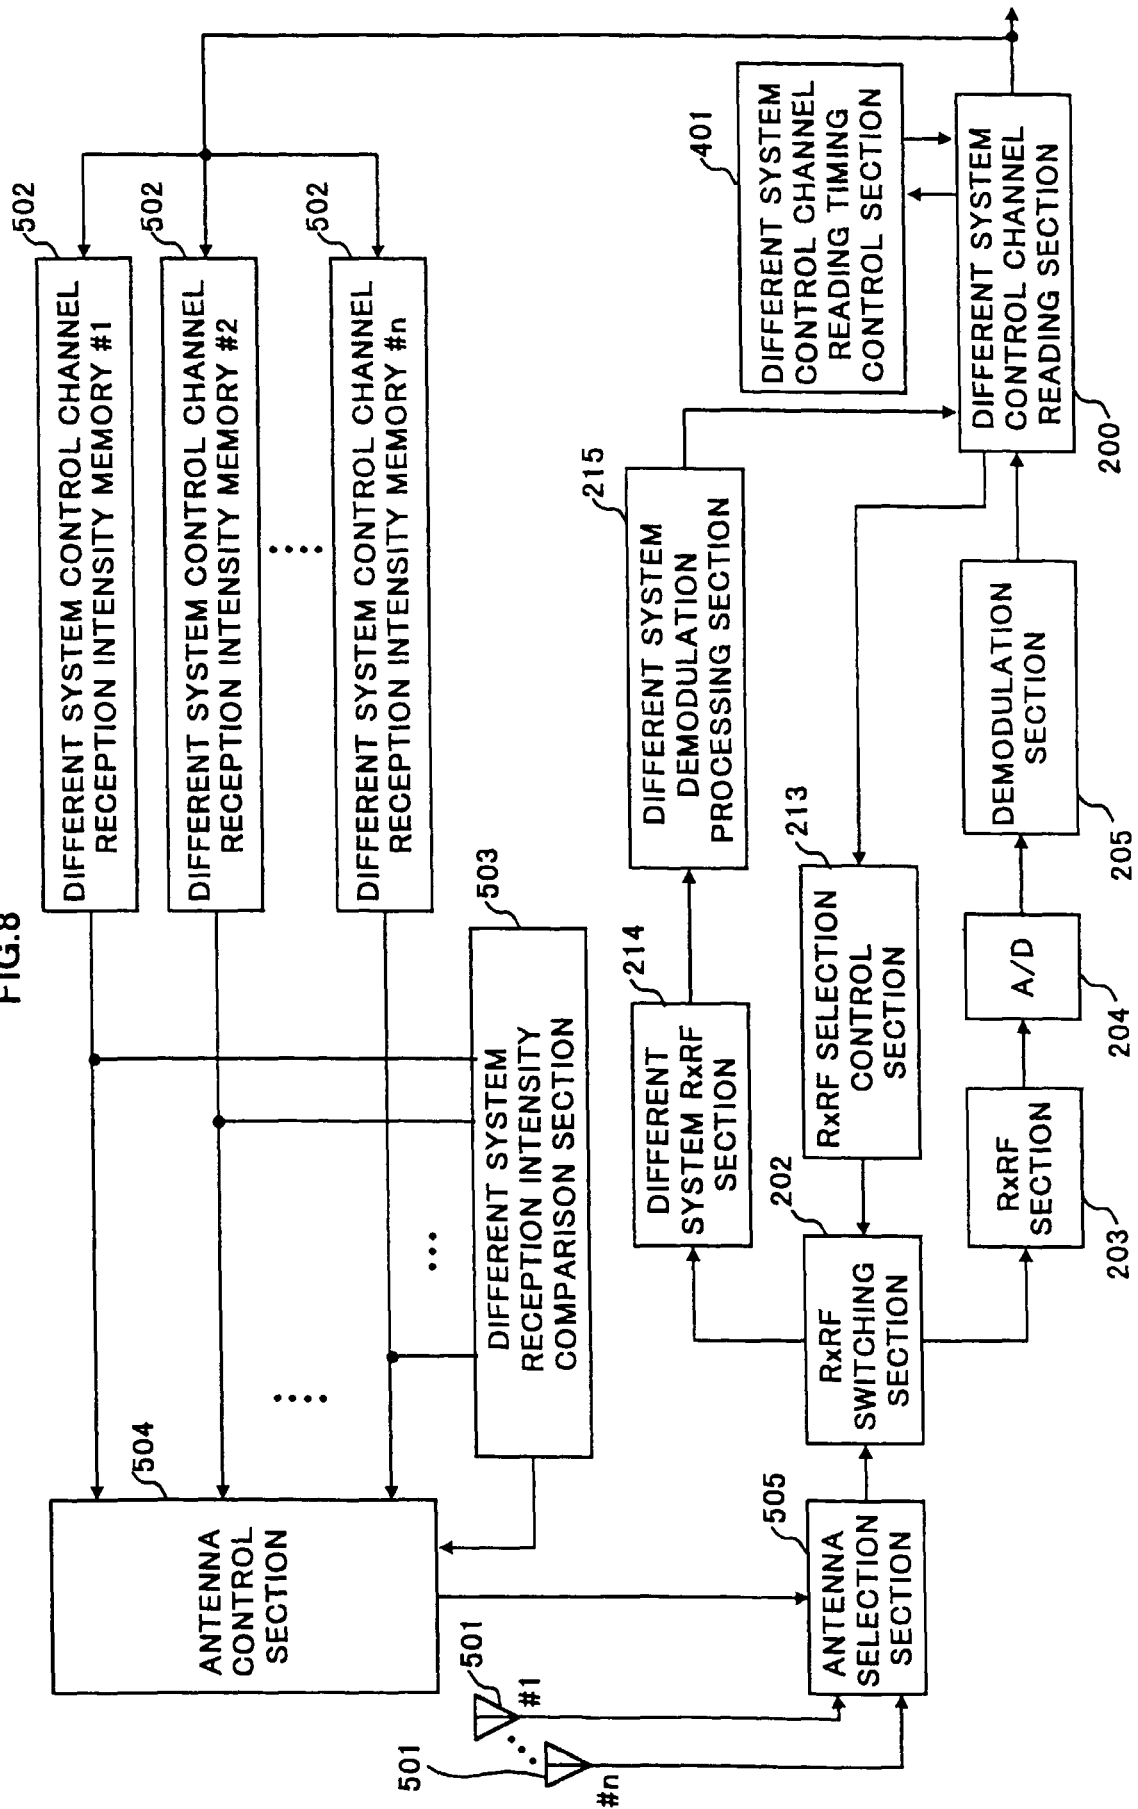 FIG.8
DIFFERENT SYSTEM CONTROL CHANNEL
RECEPTION INTENSITY MEMORY #1
502
DIFFERENT SYSTEM CONTROL CHANNEL
RECEPTION INTENSITY MEMORY #2
502
DIFFERENT SYSTEM CONTROL CHANNEL
RECEPTION INTENSITY MEMORY #n
502
504
ANTENNA
CONTROL
SECTION
503
DIFFERENT SYSTEM
RECEPTION INTENSITY
COMPARISON SECTION
501
#1
501
#n
505
ANTENNA
SELECTION
SECTION
202
RxRF
SWITCHING
SECTION
214
DIFFERENT
SYSTEM RxRF
SECTION
215
DIFFERENT SYSTEM
DEMODULATION
PROCESSING SECTION
213
RxRF SELECTION
CONTROL
SECTION
401
DIFFERENT SYSTEM
CONTROL CHANNEL
READING TIMING
CONTROL SECTION
RxRF
SECTION
203
A/D
204
DEMODULATION
SECTION
205
DIFFERENT SYSTEM
CONTROL CHANNEL
READING SECTION
200